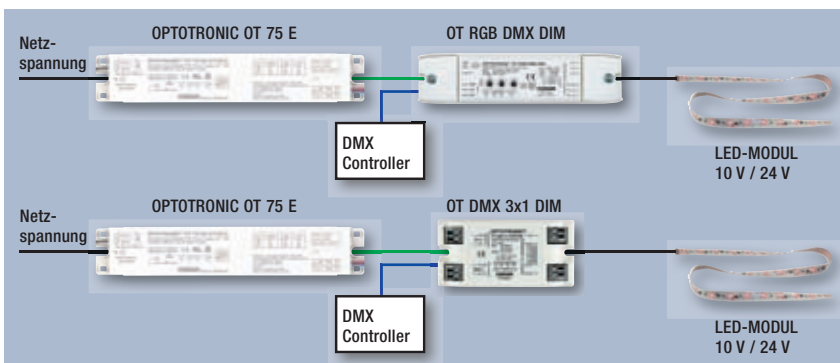 OPTOTRONIC OT 75 E
OT RGB DMX DIM
Netz-
spannung
DMX
Controller
LED-MODUL
10 V / 24 V
OPTOTRONIC OT 75 E
OT DMX 3x1 DIM
Netz-
spannung
DMX
Controller
LED-MODUL
10 V / 24 V